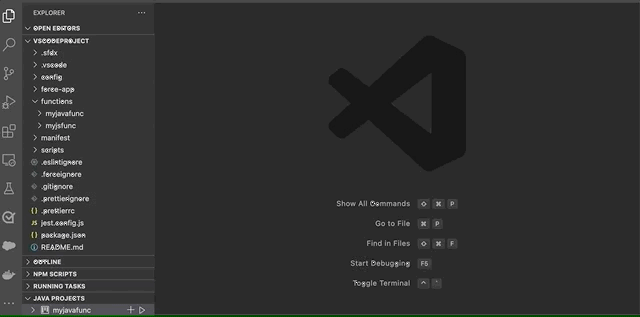 EXPLORER
OPEN EDITORS
VSCODEPROJECT
.sfdx
.vscode
config
force-app
functions
myjavafunc
myjsfunc
manifest
scripts
.eslintignore
.forceignore
.gitignore
.prettierignore
.prettierrc
JS jest.config.js
package.json
README.md
OUTLINE
NPM SCRIPTS
RUNNING TASKS
JAVA PROJECTS
myjavafunc
Show All Commands ⇧ ⌘ P
Go to File ⌘ P
Find in Files ⇧ ⌘ F
Start Debugging F5
Toggle Terminal ^ `